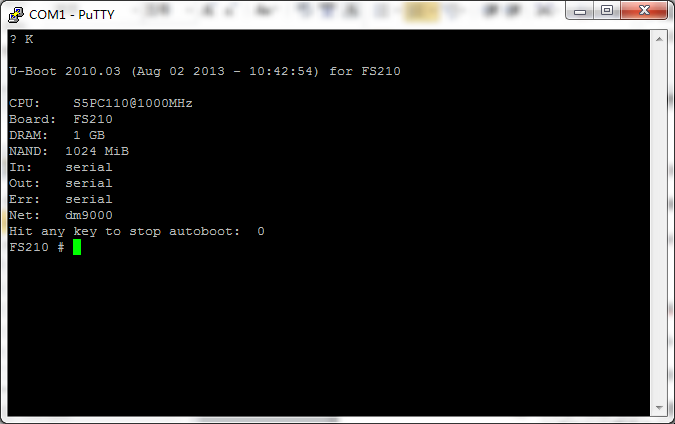 COM1 - PuTTY
? K
U-Boot 2010.03 (Aug 02 2013 - 10:42:54) for FS210
CPU:    S5PC110@1000MHz
Board:  FS210
DRAM:   1 GB
NAND:  1024 MiB
In:    serial
Out:   serial
Err:   serial
Net:   dm9000
Hit any key to stop autoboot:  0
FS210 #